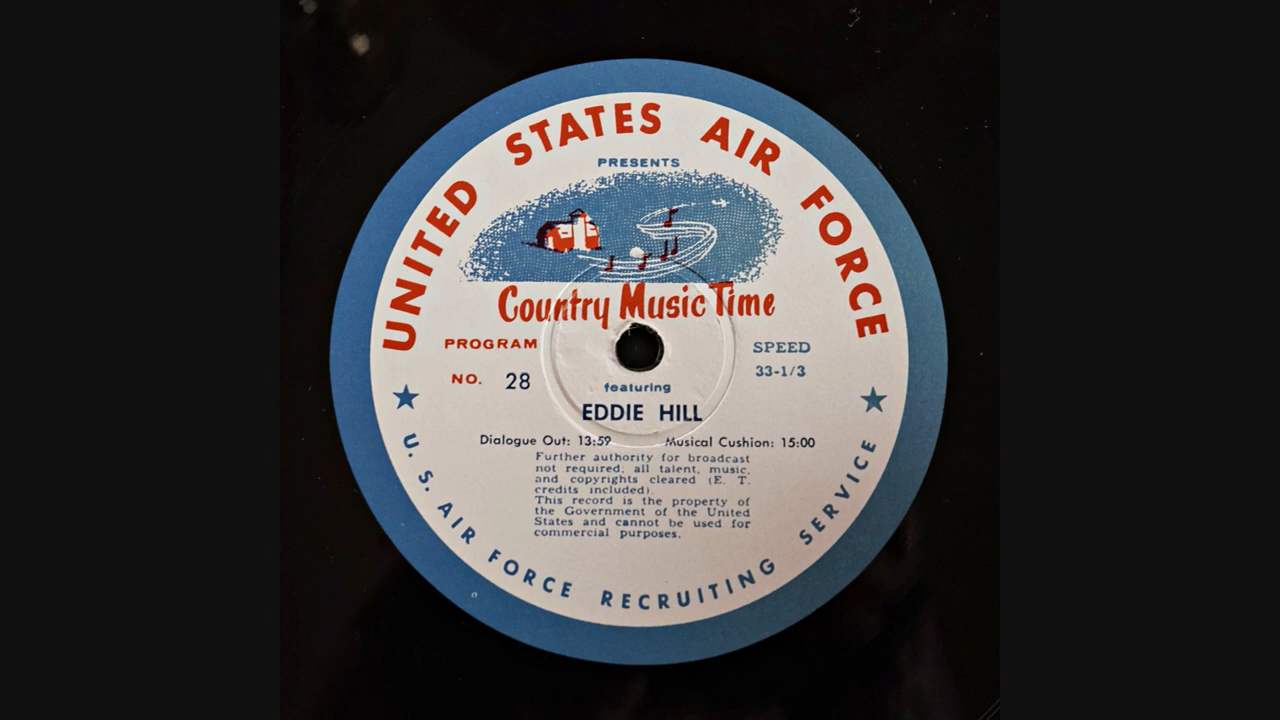 UNITED STATES AIR FORCE
PRESENTS
Country Music Time
PROGRAM
NO. 28
SPEED
33-1/3
featuring
EDDIE HILL
Dialogue Out: 13:59 Musical Cushion: 15:00
Further authority for broadcast
not required; all talent, music,
and copyrights cleared (E. T.
credits included).
This record is the property of
the Government of the United
States and cannot be used for
commercial purposes.
U. S. AIR FORCE RECRUITING SERVICE